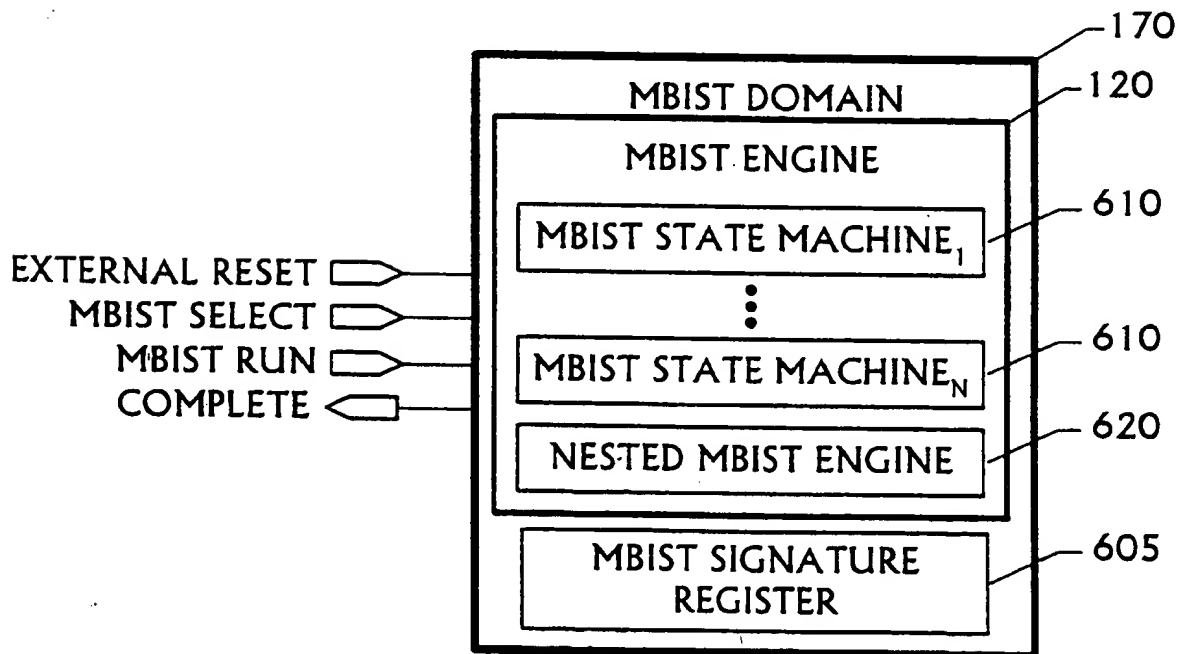 170
MBIST DOMAIN
120
MBIST ENGINE
610
MBIST STATE MACHINE₁
EXTERNAL RESET
MBIST SELECT
610
MBIST RUN
MBIST STATE MACHINE_N
COMPLETE
620
NESTED MBIST ENGINE
605
MBIST SIGNATURE
REGISTER